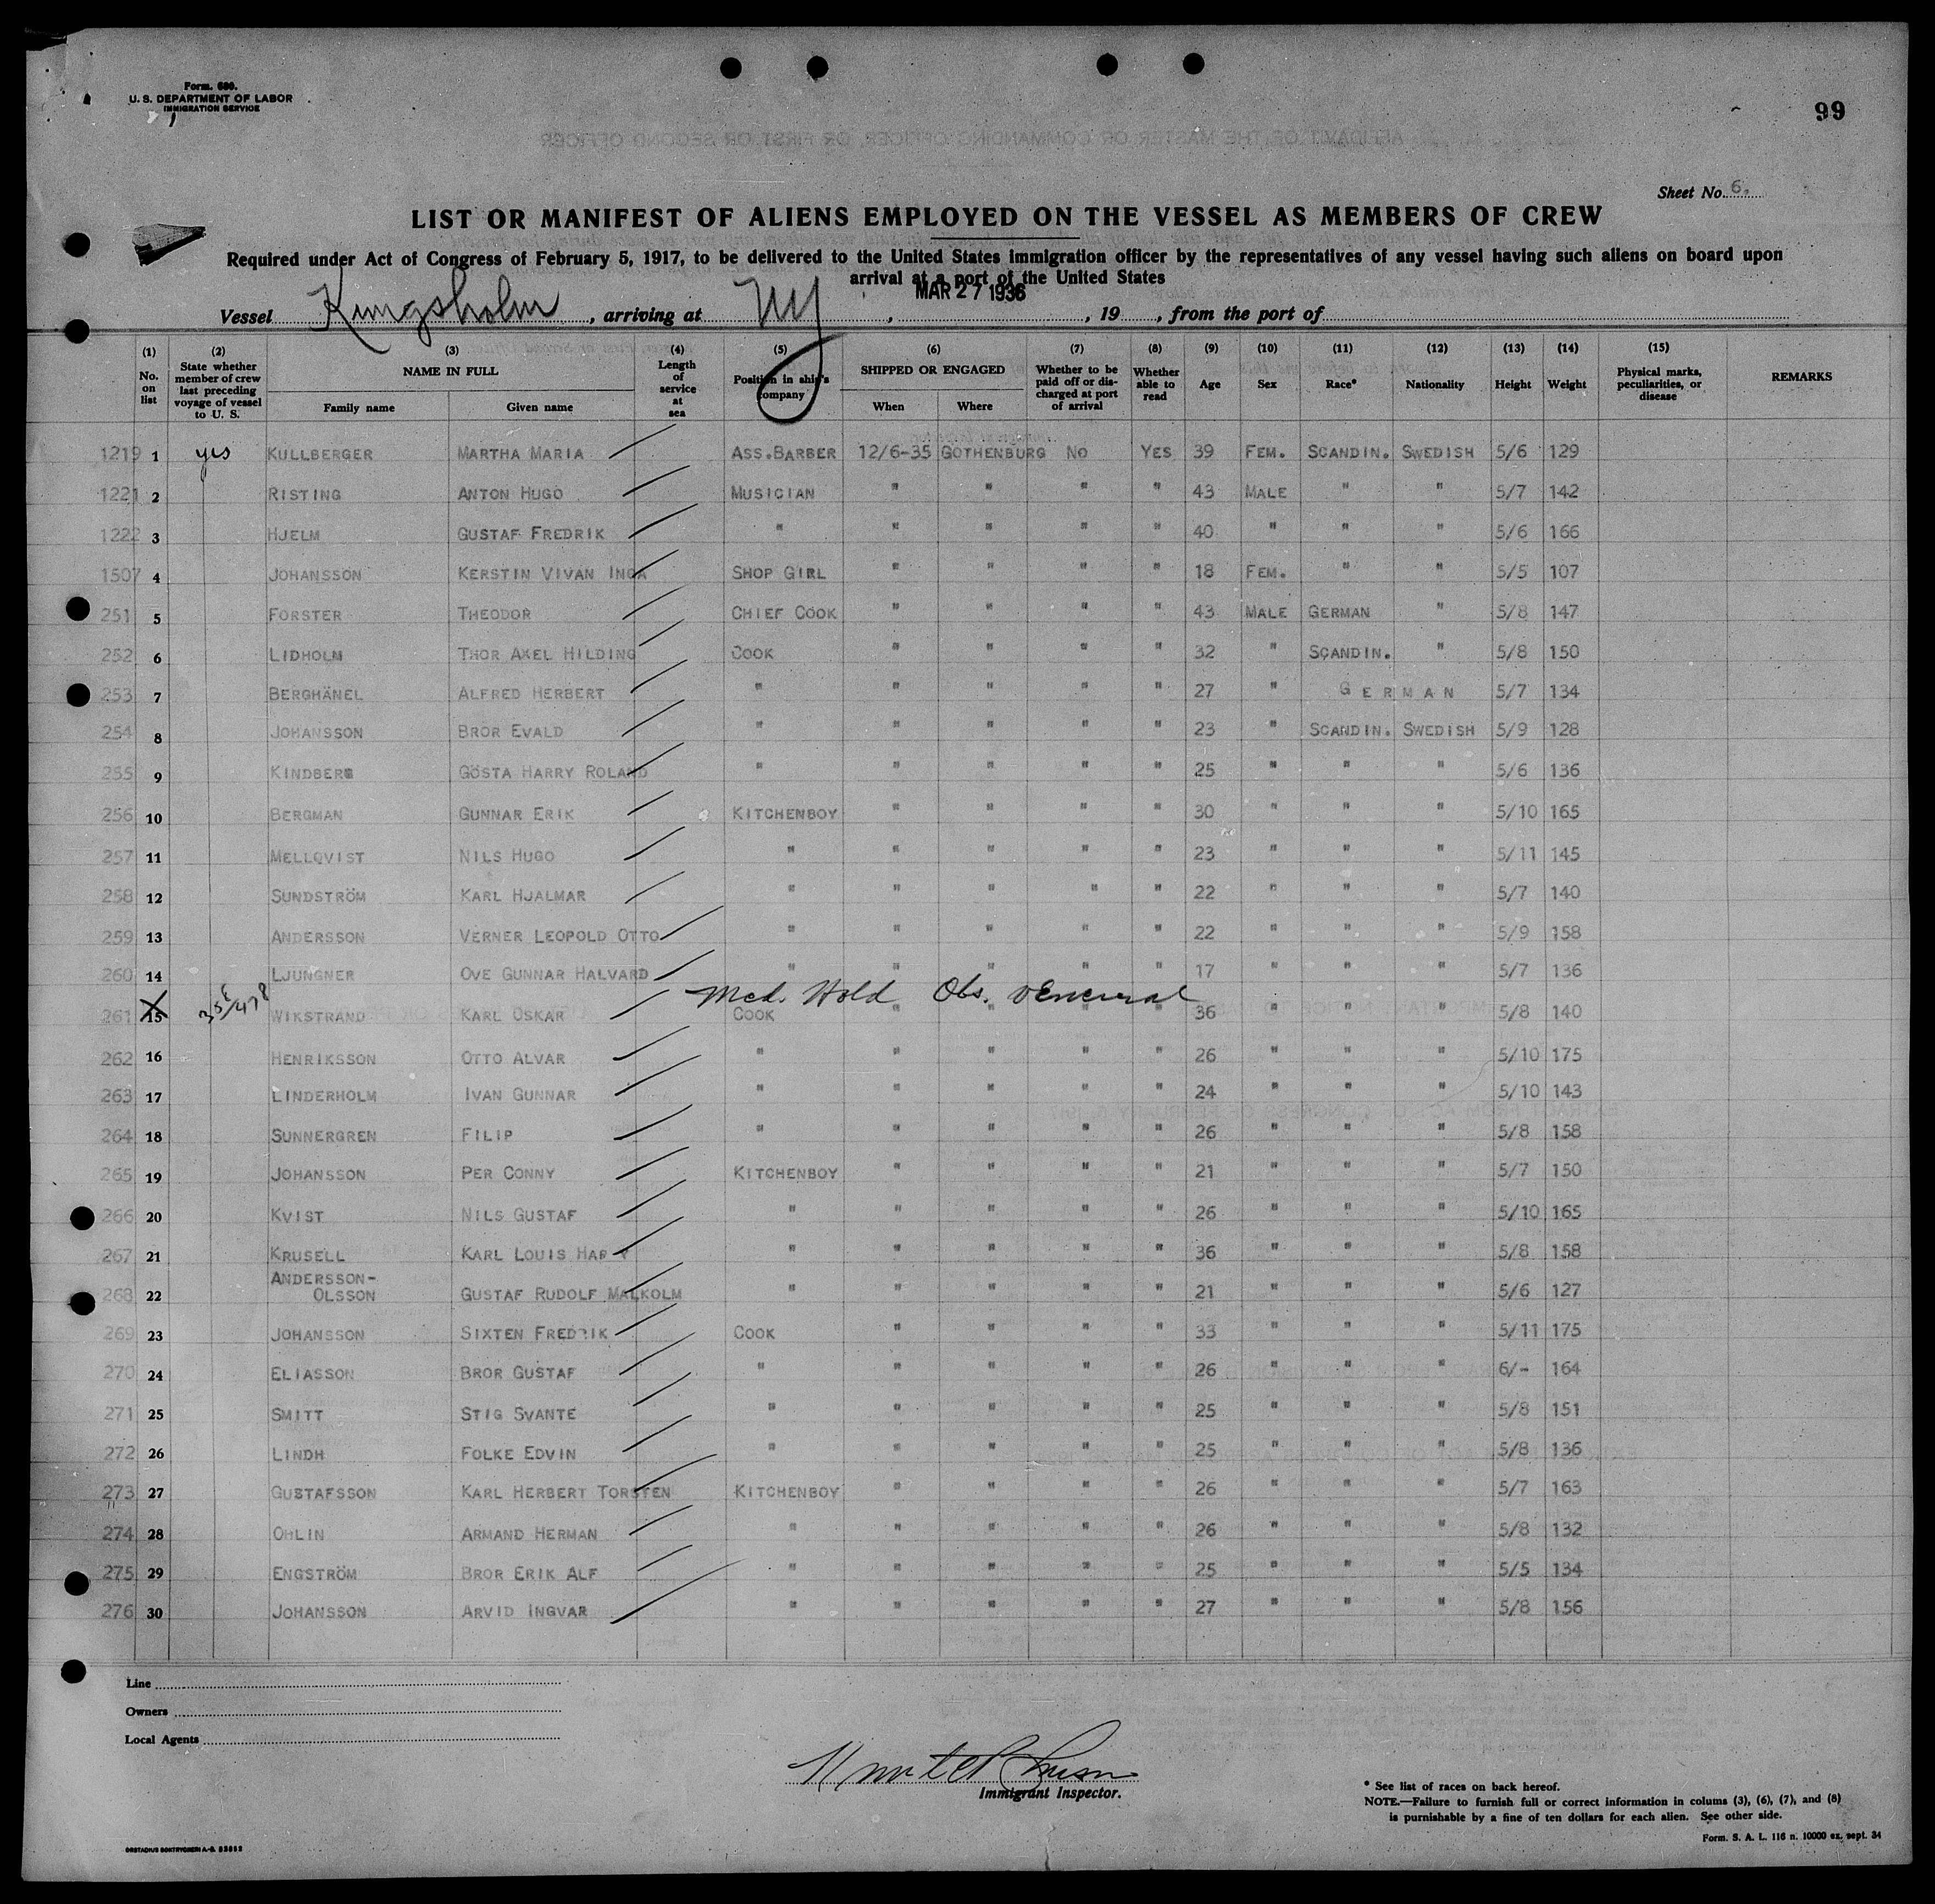 Form. 680.
U. S. DEPARTMENT OF LABOR
IMMIGRATION SERVICE
99
Sheet No. 6.
LIST OR MANIFEST OF ALIENS EMPLOYED ON THE VESSEL AS MEMBERS OF CREW
Required under Act of Congress of February 5, 1917, to be delivered to the United States immigration officer by the representatives of any vessel having such aliens on board upon
arrival at a port of the United States
MAR 27 1936
Vessel Kungsholm, arriving at NY, , 19 , from the port of
(1) (2) (3) (4) (5) (6) (7) (8) (9) (10) (11) (12) (13) (14) (15)
No. on list State whether member of crew last preceding voyage of vessel to U. S. NAME IN FULL Family name Given name Length of service at sea Position in ship's company SHIPPED OR ENGAGED When Where Whether to be paid off or discharged at port of arrival Whether able to read Age Sex Race* Nationality Height Weight Physical marks, peculiarities, or disease REMARKS
1219 1 yes KULLBERGER MARTHA MARIA ASS.BARBER 12/6-35 GOTHENBURG NO YES 39 FEM. SCANDIN. SWEDISH 5/6 129
1221 2 RISTING ANTON HUGO MUSICIAN " " " " 43 MALE " " 5/7 142
1222 3 HJELM GUSTAF FREDRIK " " " " " 40 " " " 5/6 166
1507 4 JOHANSSON KERSTIN VIVAN INGA SHOP GIRL " " " " 18 FEM. " " 5/5 107
251 5 FORSTER THEODOR CHIEF COOK " " " " 43 MALE GERMAN " 5/8 147
252 6 LIDHOLM THOR AXEL HILDING COOK " " " " 32 " SCANDIN. " 5/8 150
253 7 BERGHÄNEL ALFRED HERBERT " " " " " 27 " GERMAN 5/7 134
254 8 JOHANSSON BROR EVALD " " " " " 23 " SCANDIN. SWEDISH 5/9 128
255 9 KINDBERG GÖSTA HARRY ROLAND " " " " " 25 " " " 5/6 136
256 10 BERGMAN GUNNAR ERIK KITCHENBOY " " " " 30 " " " 5/10 165
257 11 MELLQVIST NILS HUGO " " " " " 23 " " " 5/11 145
258 12 SUNDSTRÖM KARL HJALMAR " " " " " 22 " " " 5/7 140
259 13 ANDERSSON VERNER LEOPOLD OTTO " " " " " 22 " " " 5/9 158
260 14 LJUNGNER OVE GUNNAR HALVARD " " " " " 17 " " " 5/7 136
Med. Hold Obs. Venereal
261 15 WIKSTRAND KARL OSKAR COOK " " " 36 " " " 5/8 140
262 16 HENRIKSSON OTTO ALVAR " " " " " 26 " " " 5/10 175
263 17 LINDERHOLM IVAN GUNNAR " " " " " 24 " " " 5/10 143
264 18 SUNNERGREN FILIP " " " " " 26 " " " 5/8 158
265 19 JOHANSSON PER CONNY KITCHENBOY " " " " 21 " " " 5/7 150
266 20 KVIST NILS GUSTAF " " " " " 26 " " " 5/10 165
267 21 KRUSELL KARL LOUIS HARRY " " " " " 36 " " " 5/8 158
268 22 ANDERSSON-
OLSSON GUSTAF RUDOLF MALKOLM " " " " " 21 " " " 5/6 127
269 23 JOHANSSON SIXTEN FREDRIK COOK " " " " 33 " " " 5/11 175
270 24 ELIASSON BROR GUSTAF " " " " " 26 " " " 6/- 164
271 25 SMITT STIG SVANTE " " " " " 25 " " " 5/8 151
272 26 LINDH FOLKE EDVIN " " " " " 25 " " " 5/8 136
273 27 GUSTAFSSON KARL HERBERT TORSTEN KITCHENBOY " " " " 26 " " " 5/7 163
274 28 OHLIN ARMAND HERMAN " " " " " 26 " " " 5/8 132
275 29 ENGSTRÖM BROR ERIK ALF " " " " " 25 " " " 5/5 134
276 30 JOHANSSON ARVID INGVAR " " " " " 27 " " " 5/8 156
Line
Owners
Local Agents
Immigrant Inspector.
* See list of races on back hereof.
NOTE.—Failure to furnish full or correct information in colums (3), (6), (7), and (8)
is punishable by a fine of ten dollars for each alien. See other side.
Form. S. A. L. 116 n. 10000 ex. sept. 34